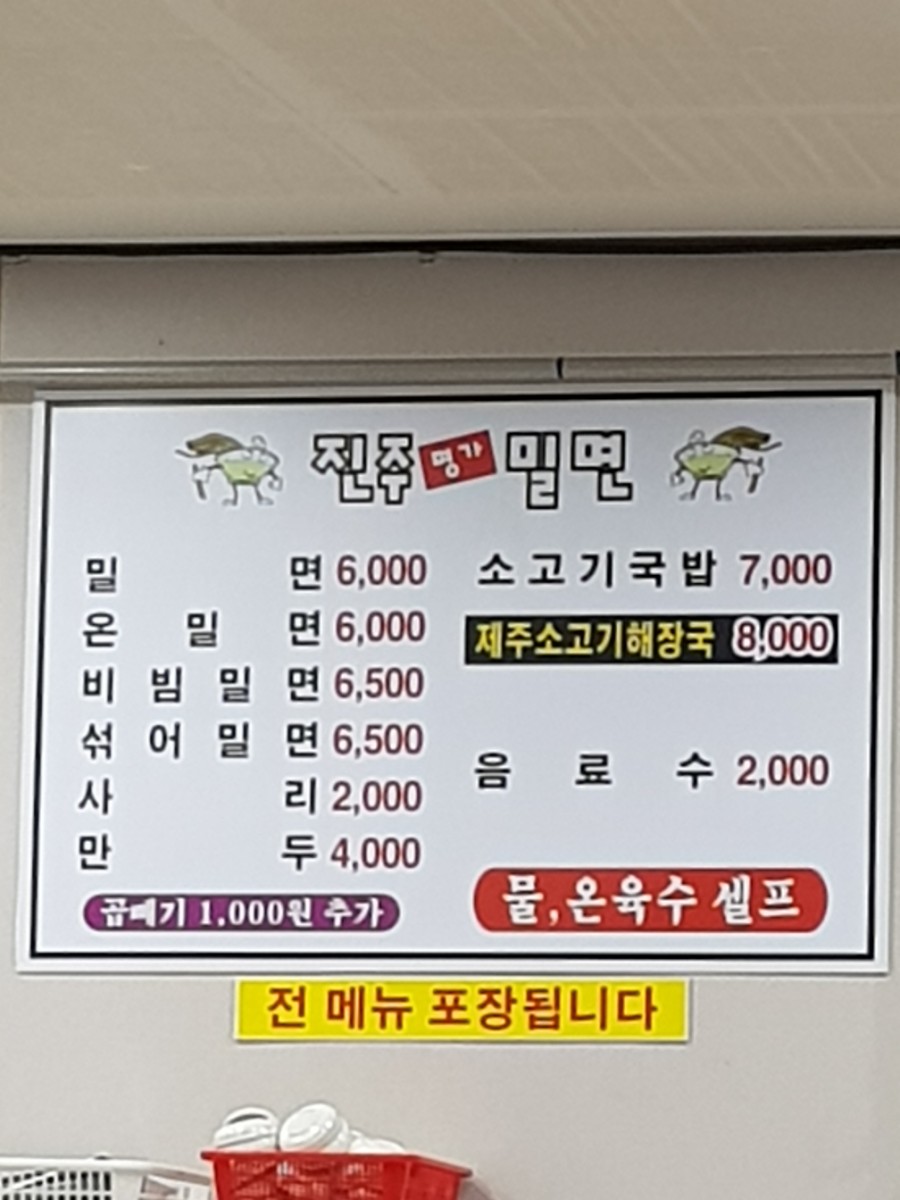 진주 명가 밀면
밀면 6,000
온밀면 6,000
비빔밀면 6,500
섞어밀면 6,500
사리 2,000
만두 4,000
곱빼기 1,000원 추가
소고기국밥 7,000
제주소고기해장국 8,000
음료수 2,000
물,온육수 셀프
전 메뉴 포장됩니다